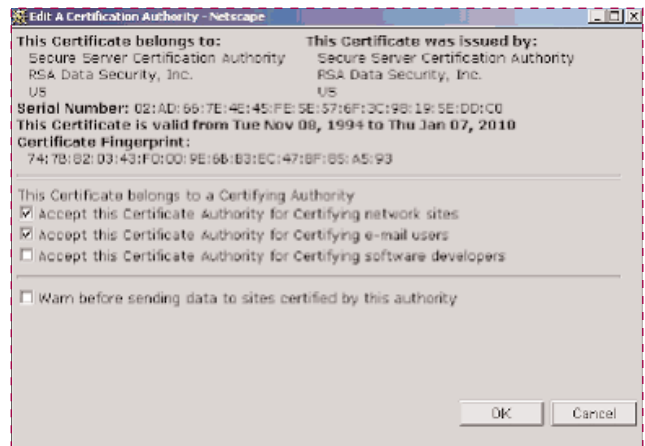 Edit A Certification Authority - Netscape
This Certificate belongs to:
Secure Server Certification Authority
RSA Data Security, Inc.
US
This Certificate was issued by:
Secure Server Certification Authority
RSA Data Security, Inc.
US
Serial Number: 02:AD:66:7E:4E:45:FE:5E:57:6F:3C:98:19:5E:DD:C0
This Certificate is valid from Tue Nov 08, 1994 to Thu Jan 07, 2010
Certificate Fingerprint:
74:7B:82:03:43:F0:00:9E:6B:B3:EC:47:BF:85:A5:93
This Certificate belongs to a Certifying Authority
Accept this Certificate Authority for Certifying network sites
Accept this Certificate Authority for Certifying e-mail users
Accept this Certificate Authority for Certifying software developers
Warn before sending data to sites certified by this authority
OK
Cancel